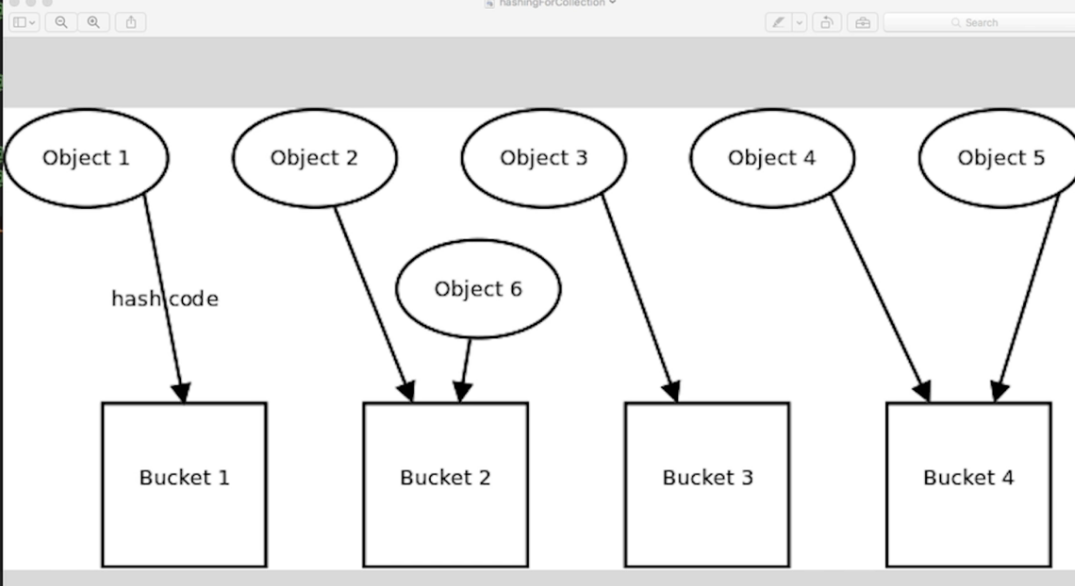 hashingForCollection
Search
Object 1
Object 2
Object 3
Object 4
Object 5
Object 6
hash code
Bucket 1
Bucket 2
Bucket 3
Bucket 4